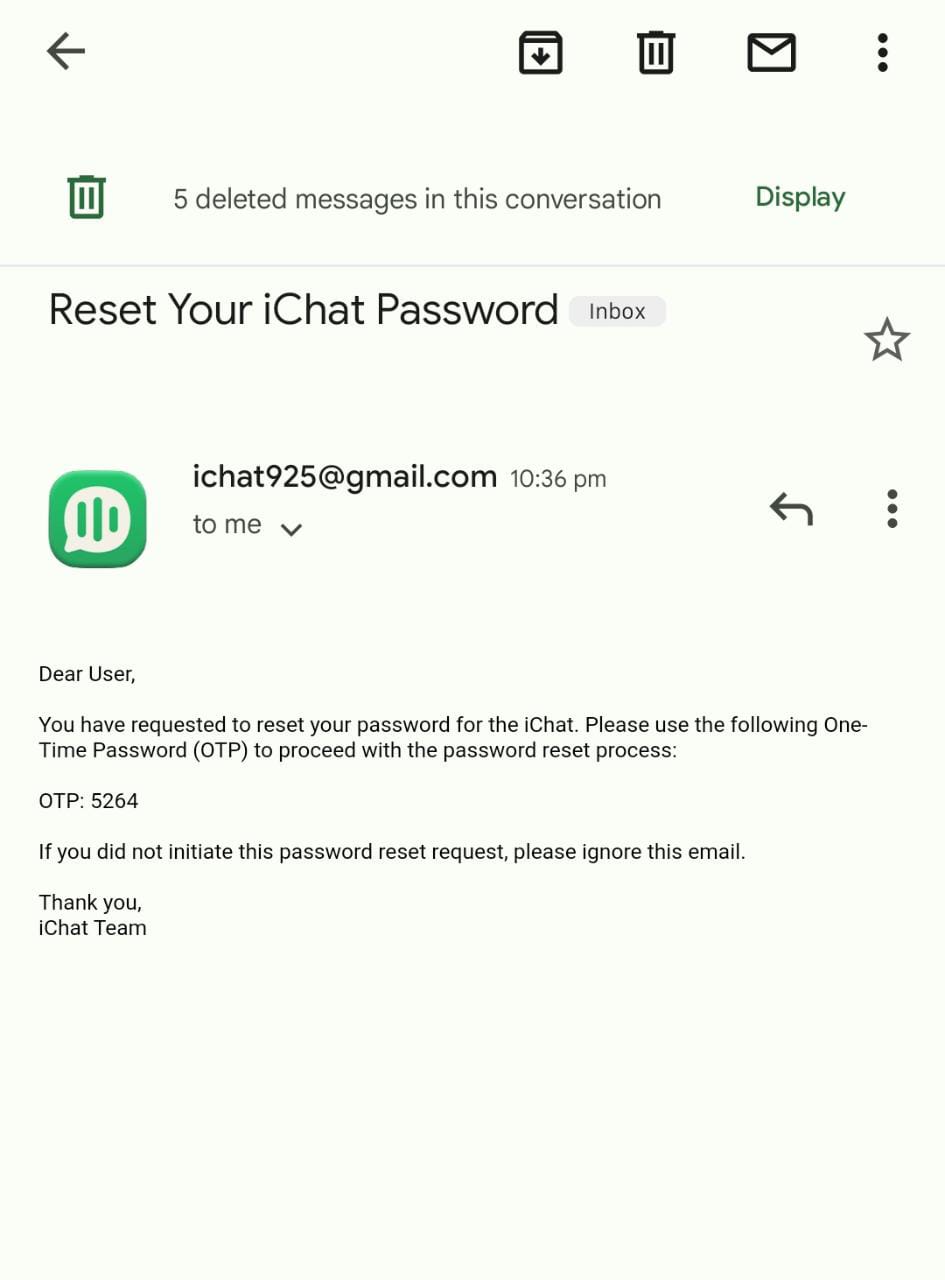 5 deleted messages in this conversation
Display
Reset Your iChat Password
Inbox
ichat925@gmail.com 10:36 pm
to me
Dear User,
You have requested to reset your password for the iChat. Please use the following One-
Time Password (OTP) to proceed with the password reset process:
OTP: 5264
If you did not initiate this password reset request, please ignore this email.
Thank you,
iChat Team